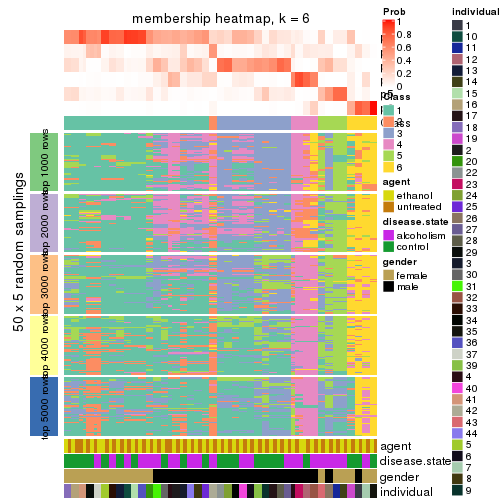 membership heatmap, k = 6
50 x 5 random samplings
top 1000 rows
top 2000 rows
top 3000 rows
top 4000 rows
top 5000 rows
agent
disease.state
gender
individual
Prob
1
0.8
0.6
0.4
0.2
0
Class
1
2
3
4
5
6
agent
ethanol
untreated
disease.state
alcoholism
control
gender
female
male
individual
1
10
11
12
13
14
15
16
17
18
19
2
20
22
23
24
25
26
27
28
29
3
30
31
32
33
34
35
36
37
39
4
40
41
42
43
44
5
6
7
8
9